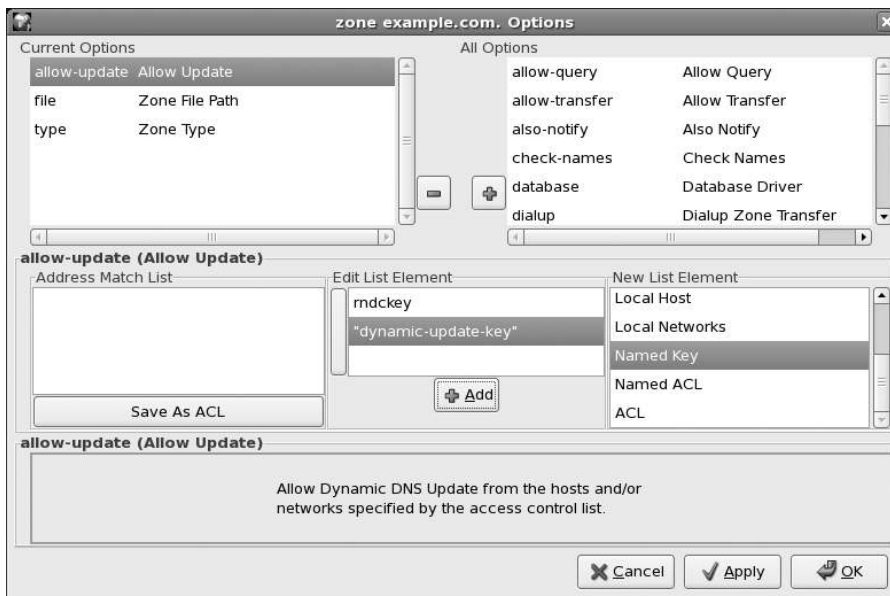 zone example.com. Options
Current Options
allow-update Allow Update
file Zone File Path
type Zone Type
All Options
allow-query Allow Query
allow-transfer Allow Transfer
also-notify Also Notify
check-names Check Names
database Database Driver
dialup Dialup Zone Transfer
allow-update (Allow Update)
Address Match List
Save As ACL
Edit List Element
rndckey
"dynamic-update-key"
Add
New List Element
Local Host
Local Networks
Named Key
Named ACL
ACL
allow-update (Allow Update)
Allow Dynamic DNS Update from the hosts and/or
networks specified by the access control list.
Cancel Apply OK